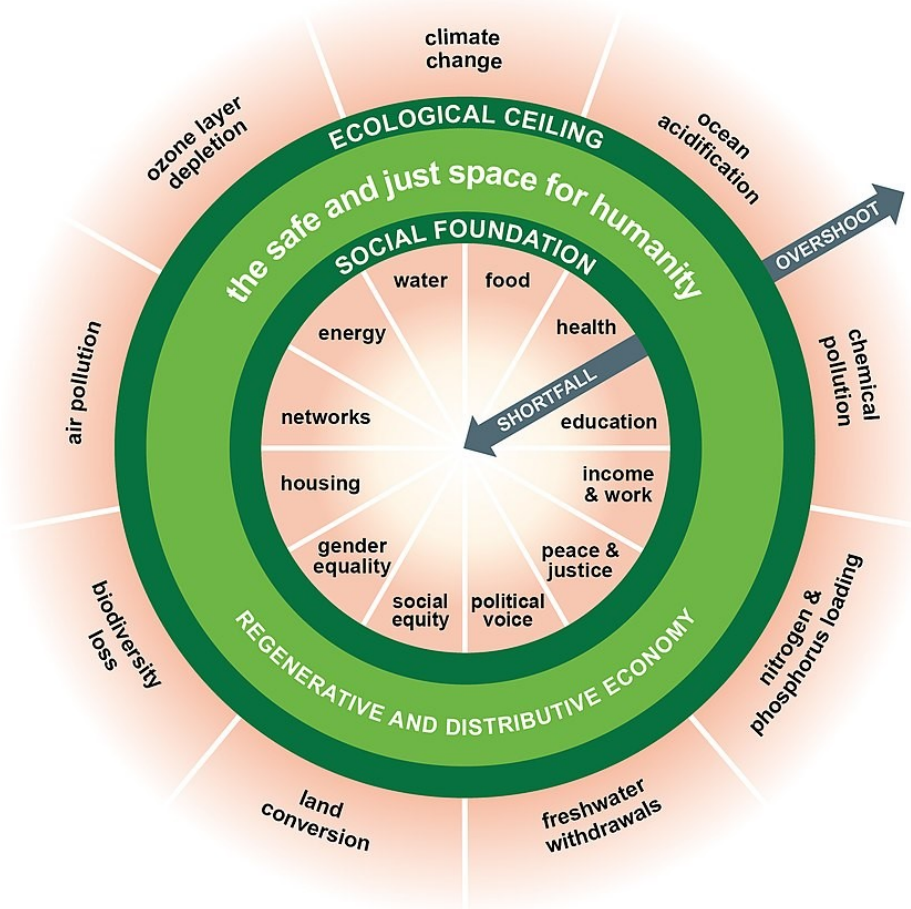 climate
change
ozone layer
depletion
ocean
acidification
ECOLOGICAL CEILING
the safe and just space for humanity
OVERSHOOT
SOCIAL FOUNDATION
water
food
energy
health
air pollution
chemical
pollution
SHORTFALL
networks
education
housing
income
& work
gender
equality
peace &
justice
social
equity
political
voice
biodiversity
loss
nitrogen &
phosphorus loading
REGENERATIVE AND DISTRIBUTIVE ECONOMY
land
conversion
freshwater
withdrawals